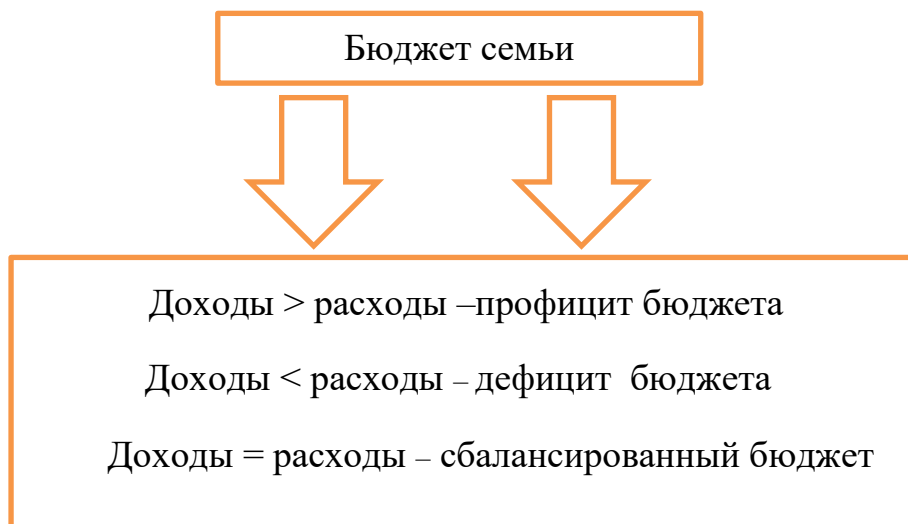 Бюджет семьи
Доходы > расходы –профицит бюджета
Доходы < расходы – дефицит бюджета
Доходы = расходы – сбалансированный бюджет